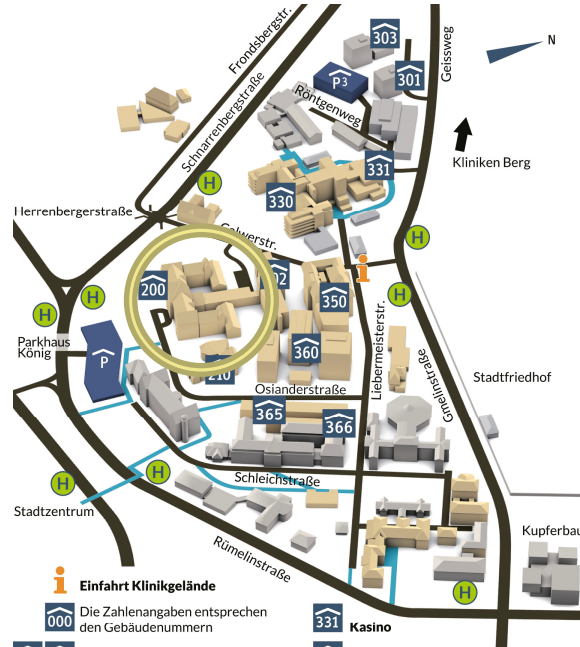 Frondsbergstr.
303
Geissweg
N
P3
301
Röntgenweg
Schnarrenbergstraße
Kliniken Berg
331
H
330
Herrenbergerstraße
Calwerstr.
H
i
200
350
H
H
H
Parkhaus
König
P
360
Liebermeisterstr.
Gmelinstraße
210
Stadtfriedhof
Osianderstraße
365
366
H
H
Schleichstraße
Stadtzentrum
Rümelinstraße
Kupferbau
H
i Einfahrt Klinikgelände
000 Die Zahlenangaben entsprechen
den Gebäudenummern
331 Kasino